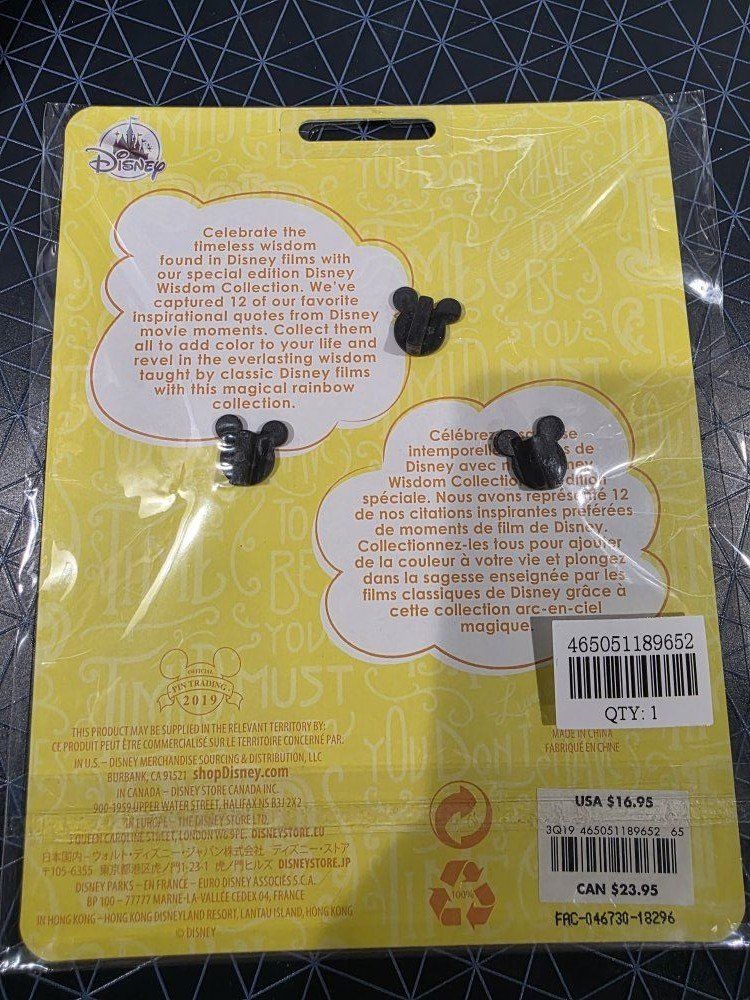 Disney
Celebrate the
timeless wisdom
found in Disney films with
our special edition Disney
Wisdom Collection. We've
captured 12 of our favorite
inspirational quotes from Disney
movie moments. Collect them
all to add color to your life and
revel in the everlasting wisdom
taught by classic Disney films
with this magical rainbow
collection.
Célébrez
intemporelle de
Disney avec
Wisdom Collection
spéciale. Nous avons représenté 12
de nos citations inspirantes préférées
de moments de film de Disney.
Collectionnez-les tous pour ajouter
de la couleur à votre vie et plongez
dans la sagesse enseignée par les
films classiques de Disney grâce à
cette collection arc-en-ciel
magique.
465051189652
QTY: 1
OFFICIAL
PIN TRADING
2019
MADE IN CHINA
FABRIQUÉ EN CHINE
THIS PRODUCT MAY BE SUPPLIED IN THE RELEVANT TERRITORY BY:
CE PRODUIT PEUT ÊTRE COMMERCIALISÉ SUR LE TERRITOIRE CONCERNÉ PAR.
IN U.S. – DISNEY MERCHANDISE SOURCING & DISTRIBUTION, LLC
BURBANK, CA 91521 shopDisney.com
IN CANADA – DISNEY STORE CANADA INC.
900-1959 UPPER WATER STREET, HALIFAX NS B3J 2X2
IN EUROPE – THE DISNEY STORE LTD.
3 QUEEN CAROLINE STREET, LONDON W6 9PE. DISNEYSTORE.EU
日本国内 – ウォルト・ディズニー・ジャパン株式会社 ディズニー・ストア
〒105-6355 東京都港区虎ノ門1-23-1 虎ノ門ヒルズ DISNEYSTORE.JP
DISNEY PARKS – EN FRANCE – EURO DISNEY ASSOCIÉS S.C.A.
BP 100 – 77777 MARNE-LA-VALLÉE CEDEX 04, FRANCE
IN HONG KONG – HONG KONG DISNEYLAND RESORT, LANTAU ISLAND, HONG KONG
© DISNEY
100%
USA $16.95
3Q19 465051189652 65
CAN $23.95
FAC-046730-18296